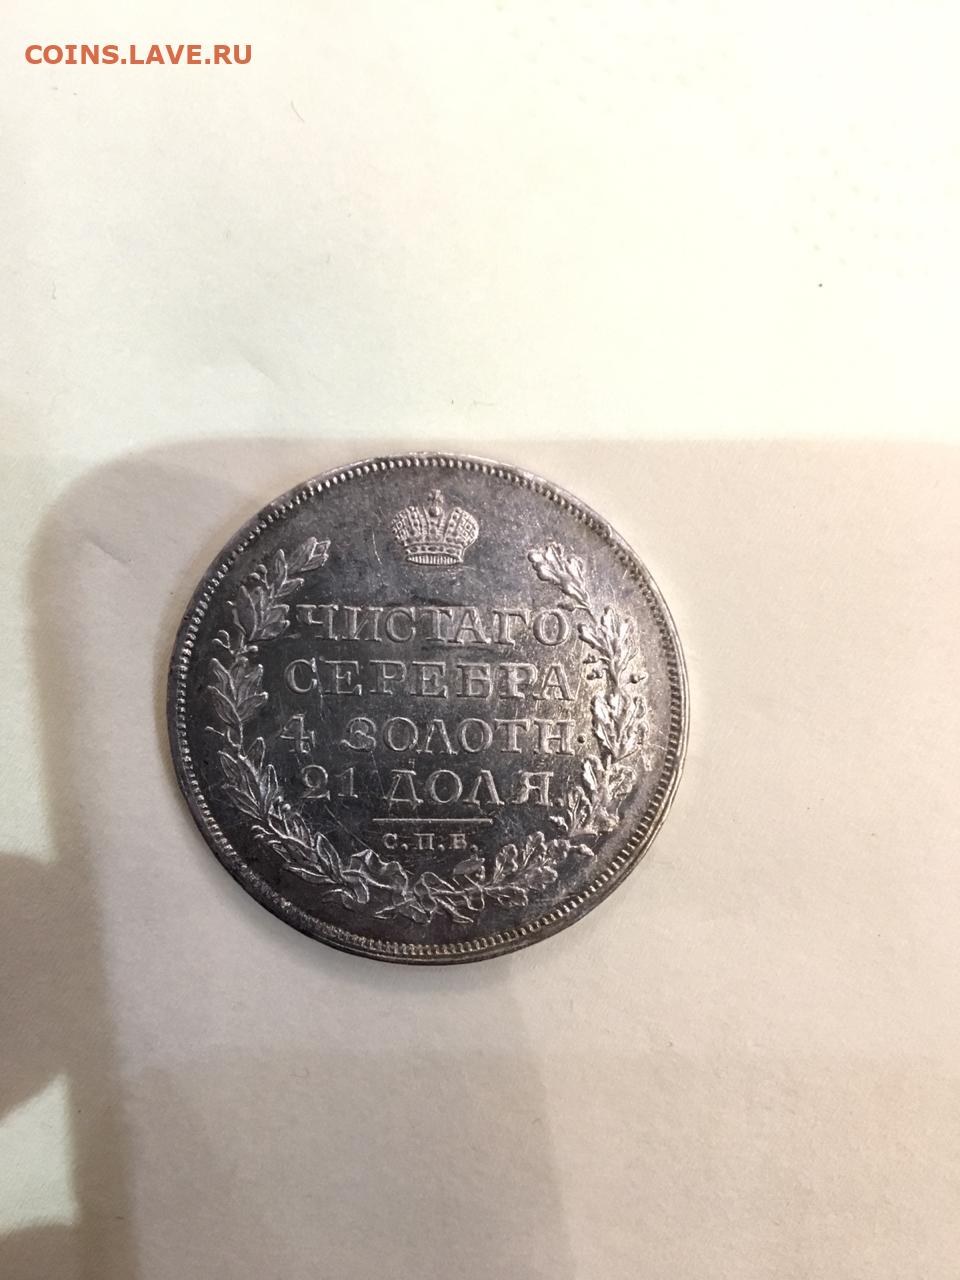 COINS.LAVE.RU
ЧИСТАГО
СЕРЕБРА
4 ЗОЛОТН.
21 ДОЛЯ.
С.П.Б.